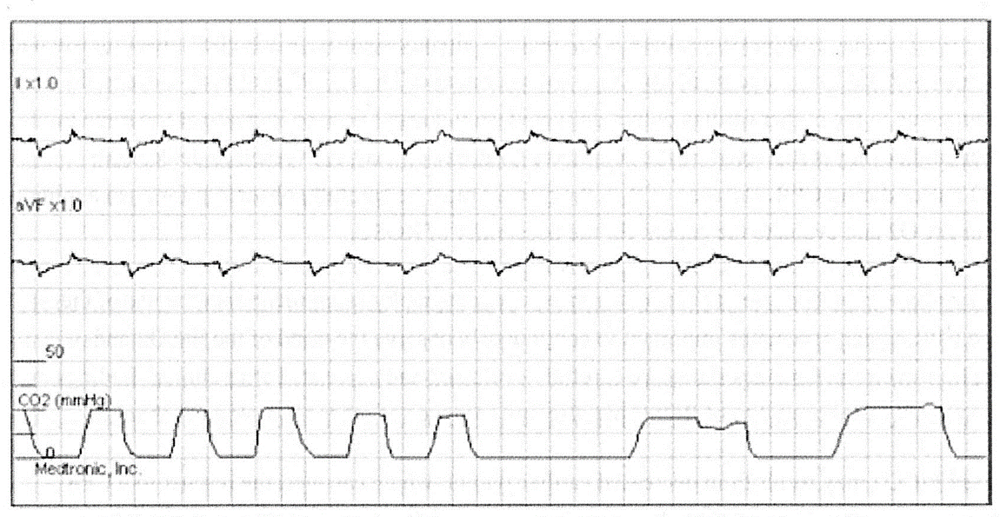 II x1.0
aVF x1.0
50
CO2 (mmHg)
0
Medtronic, Inc.